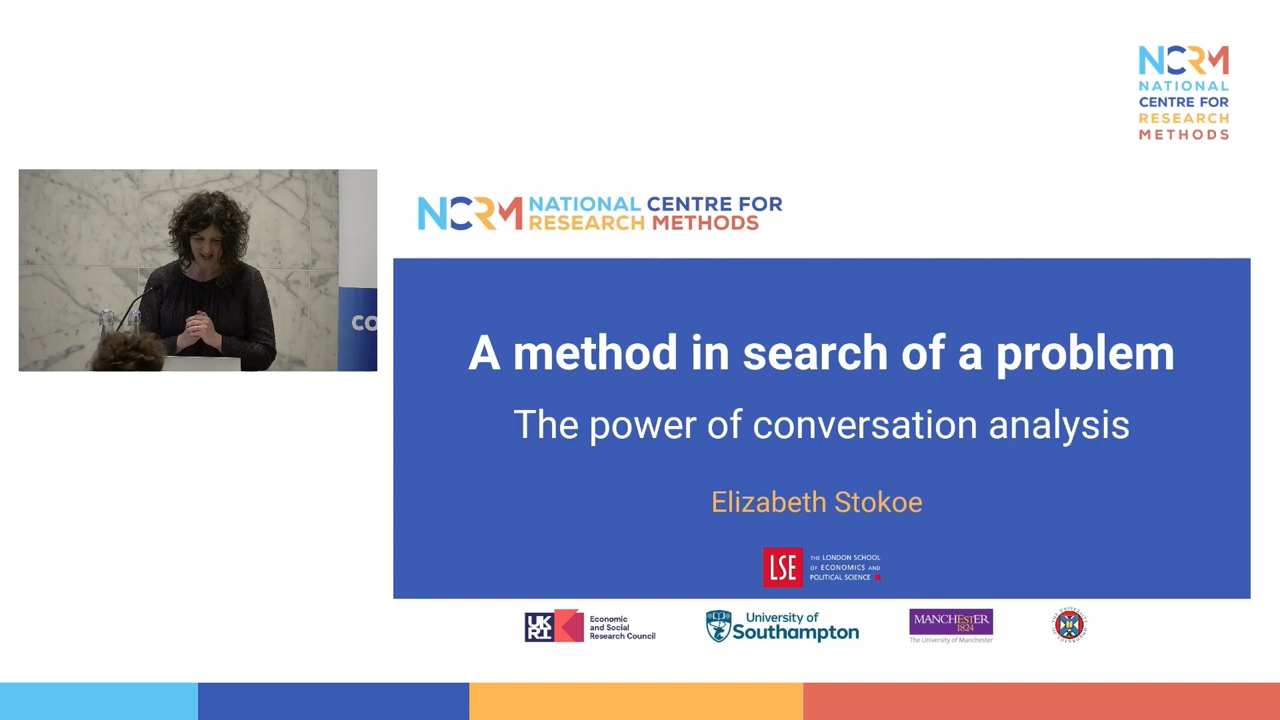 NCRM
NATIONAL
CENTRE FOR
RESEARCH
METHODS
NCRM NATIONAL CENTRE FOR
RESEARCH METHODS
CO
A method in search of a problem
The power of conversation analysis
Elizabeth Stokoe
LSE THE LONDON SCHOOL
OF ECONOMICS AND
POLITICAL SCIENCE
UK
RI
Economic
and Social
Research Council
University of
Southampton
MANCHESTER
1824
The University of Manchester